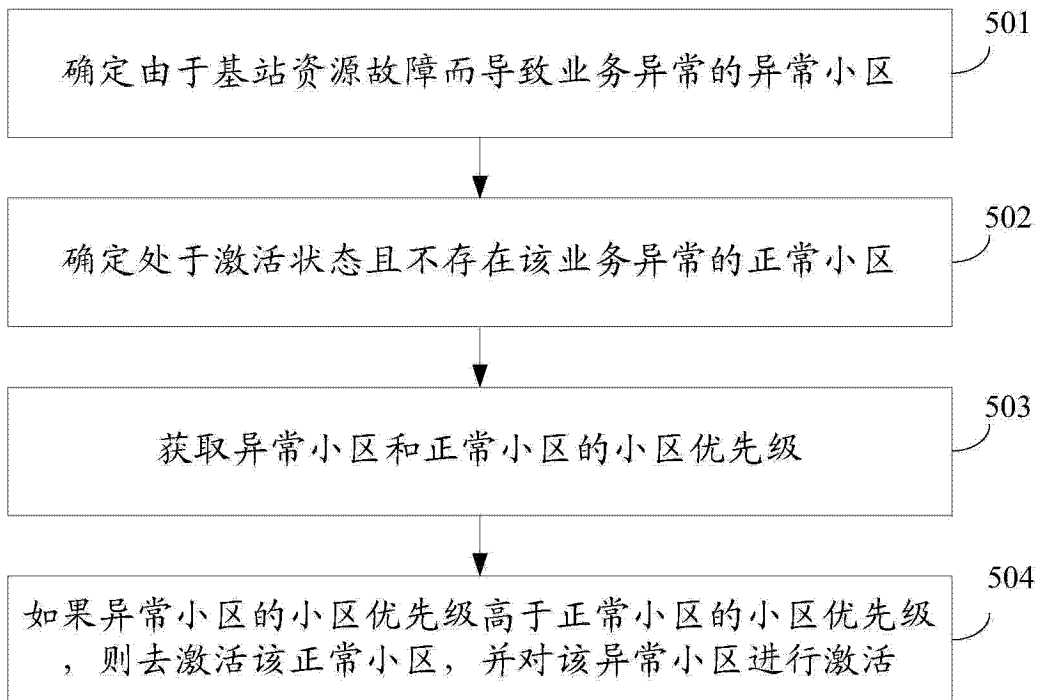 501
确定由于基站资源故障而导致业务异常的异常小区
502
确定处于激活状态且不存在该业务异常的正常小区
503
获取异常小区和正常小区的小区优先级
504
如果异常小区的小区优先级高于正常小区的小区优先级
，则去激活该正常小区，并对该异常小区进行激活